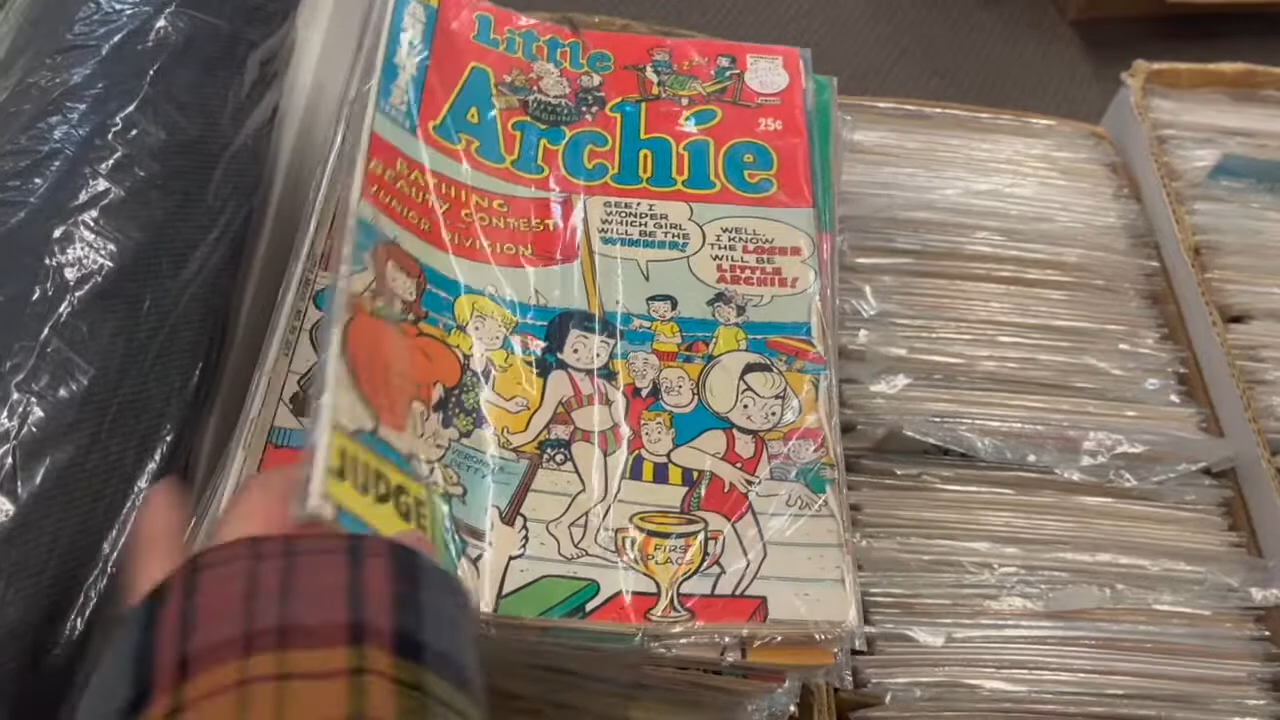 Little
Archie
SABRINA
25¢
BATHING
BEAUTY CONTEST
JUNIOR DIVISION
GEE! I
WONDER
WHICH GIRL
WILL BE THE
WINNER!
WELL,
I KNOW
THE LOSER
WILL BE
LITTLE
ARCHIE!
BETTY
JUDGE
FIRST
PLACE